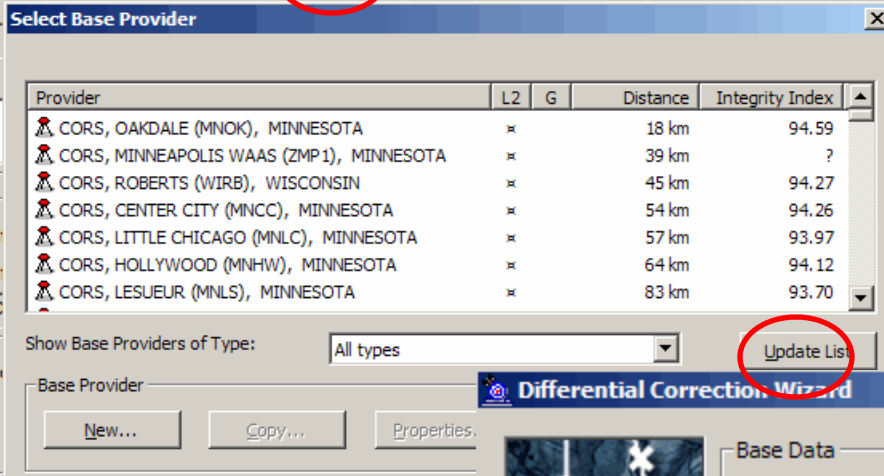 Select Base Provider
Provider L2 G Distance Integrity Index
CORS, OAKDALE (MNOK), MINNESOTA ¤ 18 km 94.59
CORS, MINNEAPOLIS WAAS (ZMP1), MINNESOTA ¤ 39 km ?
CORS, ROBERTS (WIRB), WISCONSIN ¤ 45 km 94.27
CORS, CENTER CITY (MNCC), MINNESOTA ¤ 54 km 94.26
CORS, LITTLE CHICAGO (MNLC), MINNESOTA ¤ 57 km 93.97
CORS, HOLLYWOOD (MNHW), MINNESOTA ¤ 64 km 94.12
CORS, LESUEUR (MNLS), MINNESOTA ¤ 83 km 93.70
Show Base Providers of Type: All types Update List
Base Provider
Differential Correction Wizard
New... Copy... Properties.
Base Data